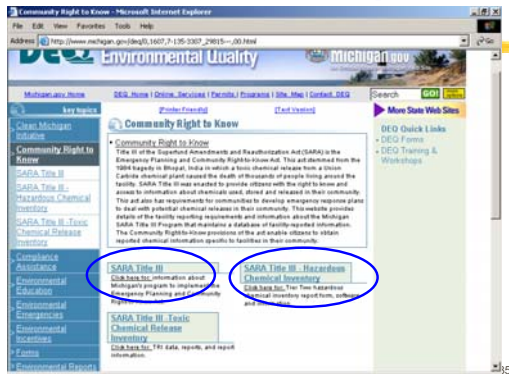 Community Right to Know - Microsoft Internet Explorer
File Edit View Favorites Tools Help
Address http://www.michigan.gov/deq/0,1607,7-135-3307_29815---,00.html Go
DEQ Environmental Quality Michigan.gov
Michigan.gov Home DEQ Home | Online Services | Permits | Programs | Site Map | Contact DEQ Search GO!
key topics [Printer Friendly] [Text Version] More State Web Sites
Clean Michigan Community Right to Know DEQ Quick Links
Initiative - DEQ Forms
Community Right to • Community Right to Know - DEQ Training &
Know Title III of the Superfund Amendments and Reauthorization Act (SARA) is the Workshops
Emergency Planning and Community Right-to-Know Act. This act stemmed from the
SARA Title III 1984 tragedy in Bhopal, India in which a toxic chemical release from a Union
Carbide chemical plant caused the death of thousands of people living around the
SARA Title III - facility. SARA Title III was enacted to provide citizens with the right to know and
Hazardous Chemical access to information about chemicals used, stored and released in their community.
Inventory This act also has requirements for communities to develop emergency response plans
to deal with potential chemical releases in their community. This website provides
SARA Title III -Toxic details of the facility reporting requirements and information about the Michigan
Chemical Release SARA Title III Program that maintains a database of facility-reported information.
Inventory The Community Right-to-Know provisions of the act enable citizens to obtain
reported chemical information specific to facilities in their community.
Compliance
Assistance SARA Title III SARA Title III - Hazardous
Environmental Click here for: information about Chemical Inventory
Education Michigan's program to implement the Click here for: Tier Two hazardous
Environmental Emergency Planning and Community chemical inventory report form, software
Emergencies Right to and information.
Environmental SARA Title III -Toxic
Incentives Chemical Release
Forms Inventory
Environmental Reports Click here for: TRI data, reports, and report
information.
35